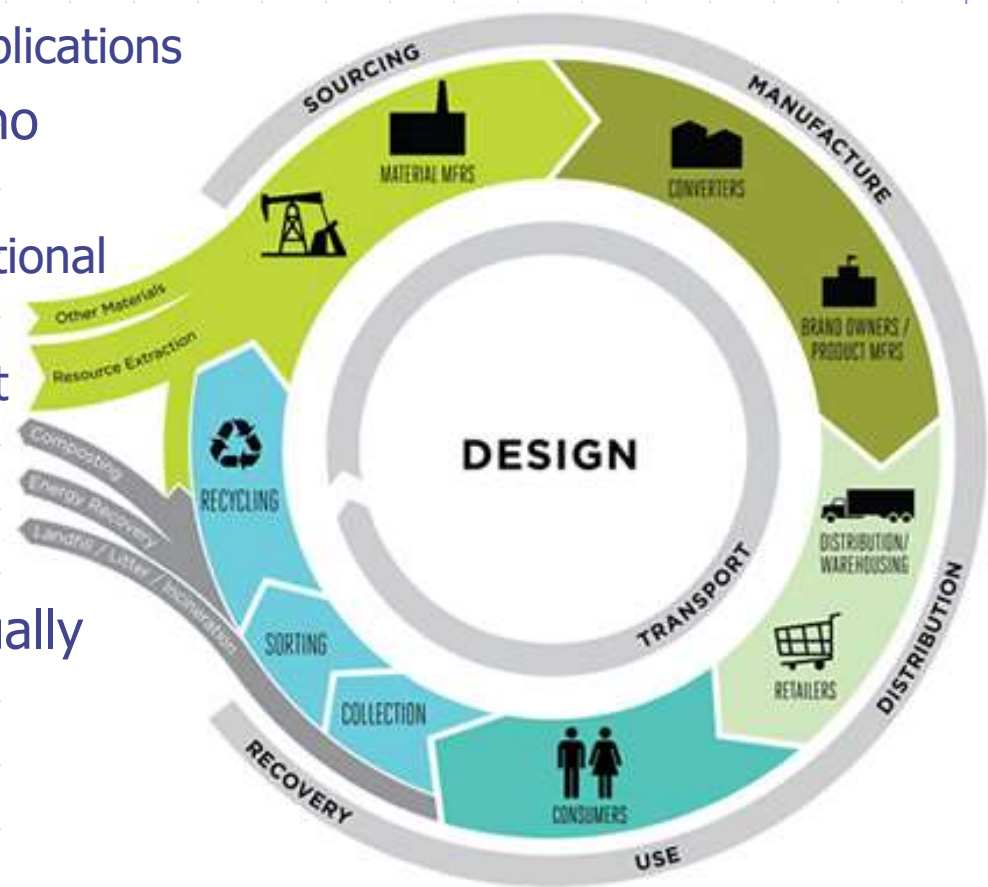 plications
no
tional
t
ually
SOURCING
MANUFACTURE
DISTRIBUTION
USE
RECOVERY
MATERIAL MFRS
CONVERTERS
BRAND OWNERS /
PRODUCT MFRS
DISTRIBUTION/
WAREHOUSING
RETAILERS
CONSUMERS
COLLECTION
SORTING
RECYCLING
Other Materials
Resource Extraction
Composting
Energy Recovery
Landfill / Litter / Incineration
DESIGN
TRANSPORT